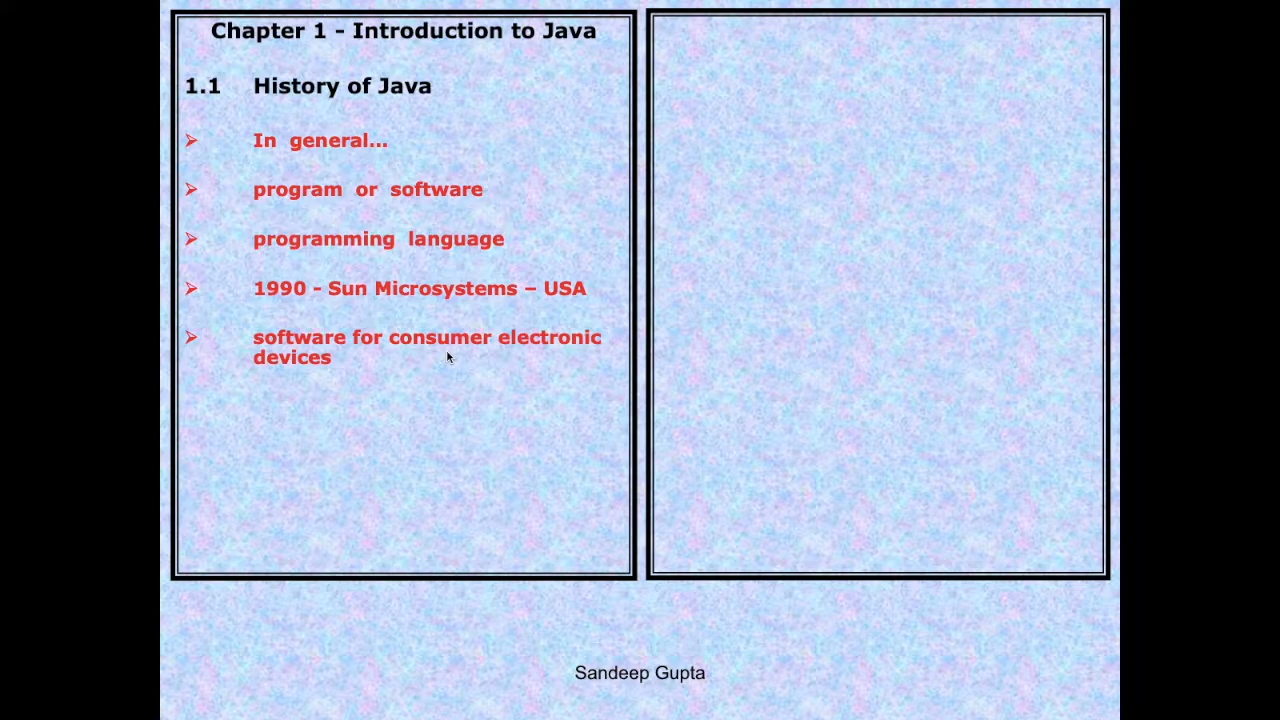 Chapter 1 - Introduction to Java
1.1 History of Java
➢ In general...
➢ program or software
➢ programming language
➢ 1990 - Sun Microsystems – USA
➢ software for consumer electronic
devices
Sandeep Gupta